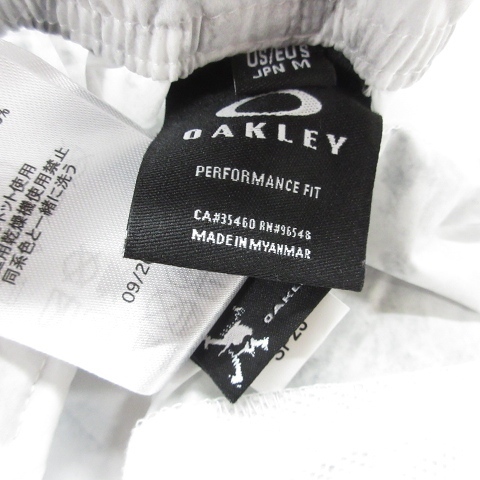 US/EU S
JPN M
OAKLEY
PERFORMANCE FIT
CA#35460 RN#96548
MADE IN MYANMAR
ット使用
用乾燥機使用禁止
同系色と一緒に洗う
09/2
OAKL
SP23